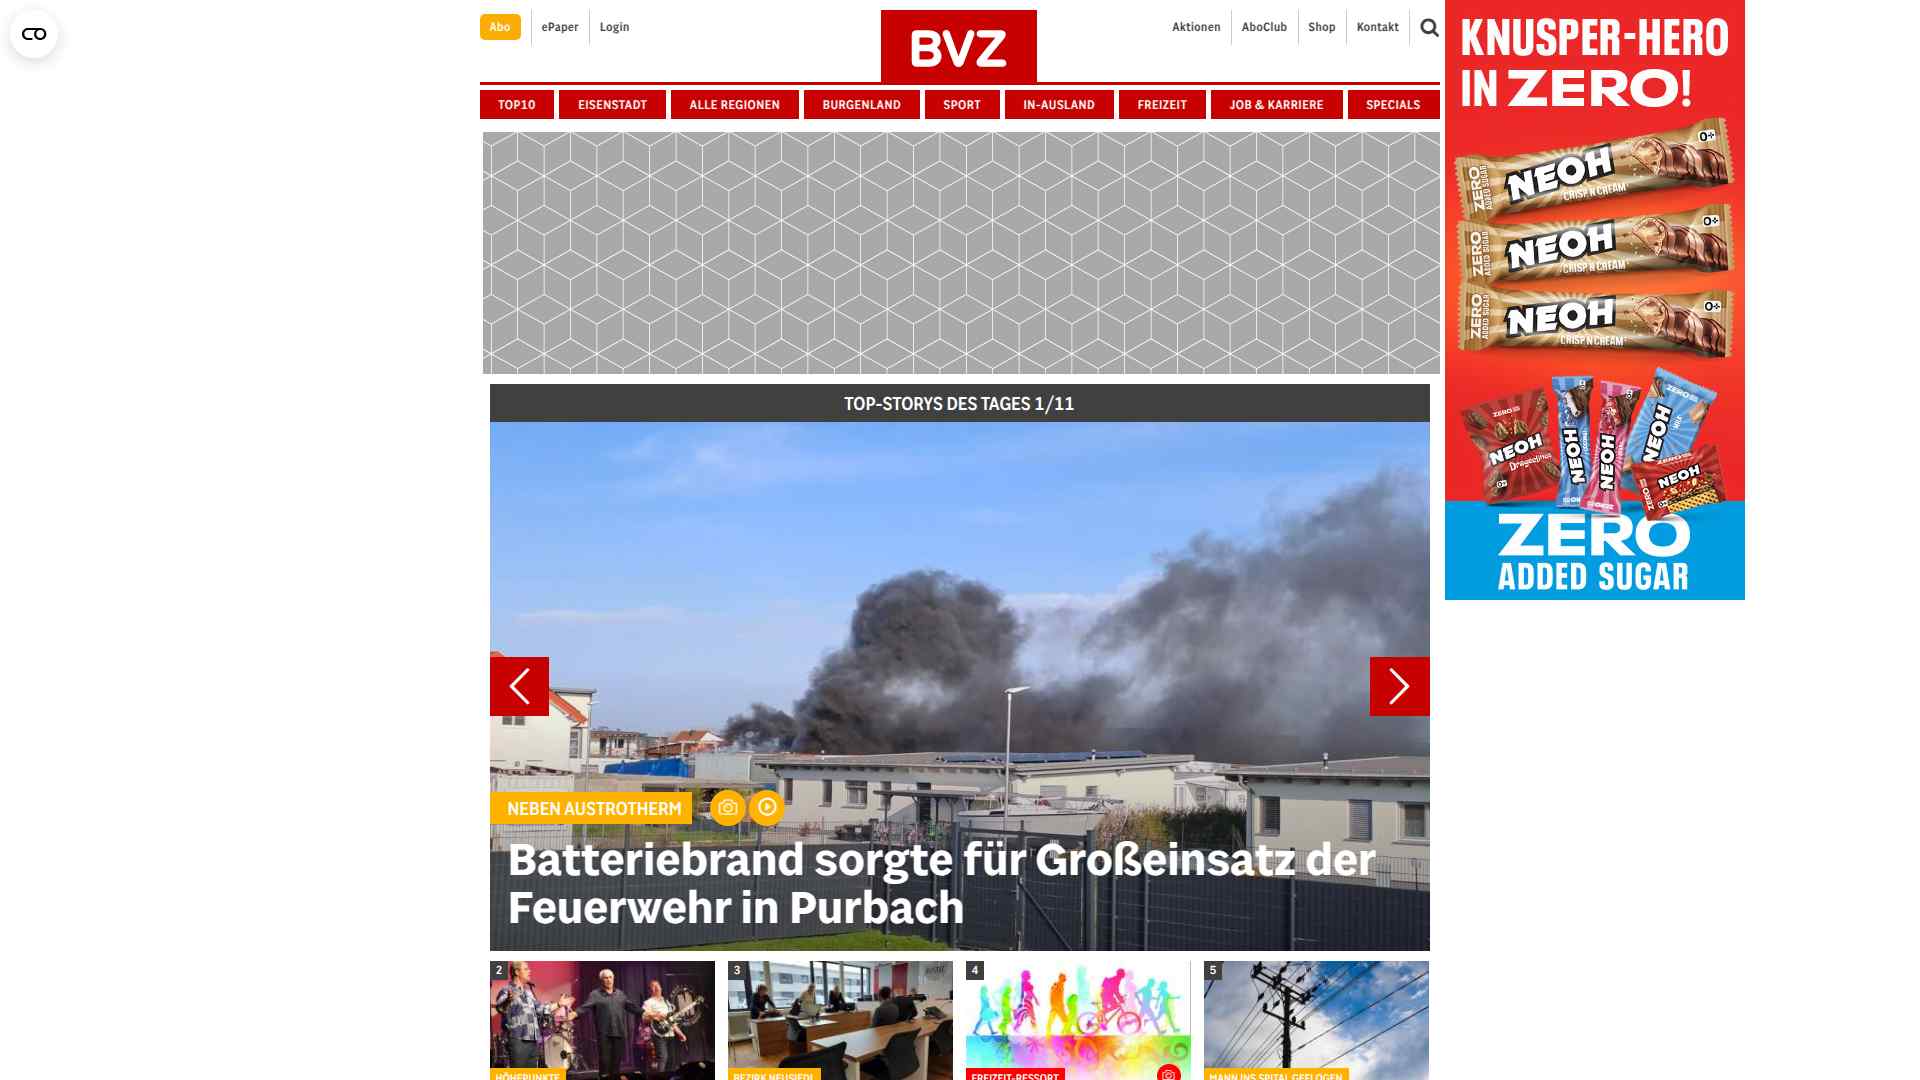 Abo
ePaper
Login
BVZ
Aktionen
AboClub
Shop
Kontakt
TOP10
EISENSTADT
ALLE REGIONEN
BURGENLAND
SPORT
IN-AUSLAND
FREIZEIT
JOB & KARRIERE
SPECIALS
KNUSPER-HERO
IN ZERO!
NEOH
CRISP'N CREAM
ZERO
ADDED SUGAR
NEOH
CRISP'N CREAM
ZERO
ADDED SUGAR
NEOH
CRISP'N CREAM
ZERO
ADDED SUGAR
NEOH
NEOH
NEOH
NEOH
NEOH
ZERO
ADDED SUGAR
TOP-STORYS DES TAGES 1/11
NEBEN AUSTROTHERM
Batteriebrand sorgte für Großeinsatz der
Feuerwehr in Purbach
2
3
4
5
HÖHEPUNKTE
BEZIRK NEUSIEDL
FREIZEIT-RESSORT
MANN INS SPITAL GEFLOGEN